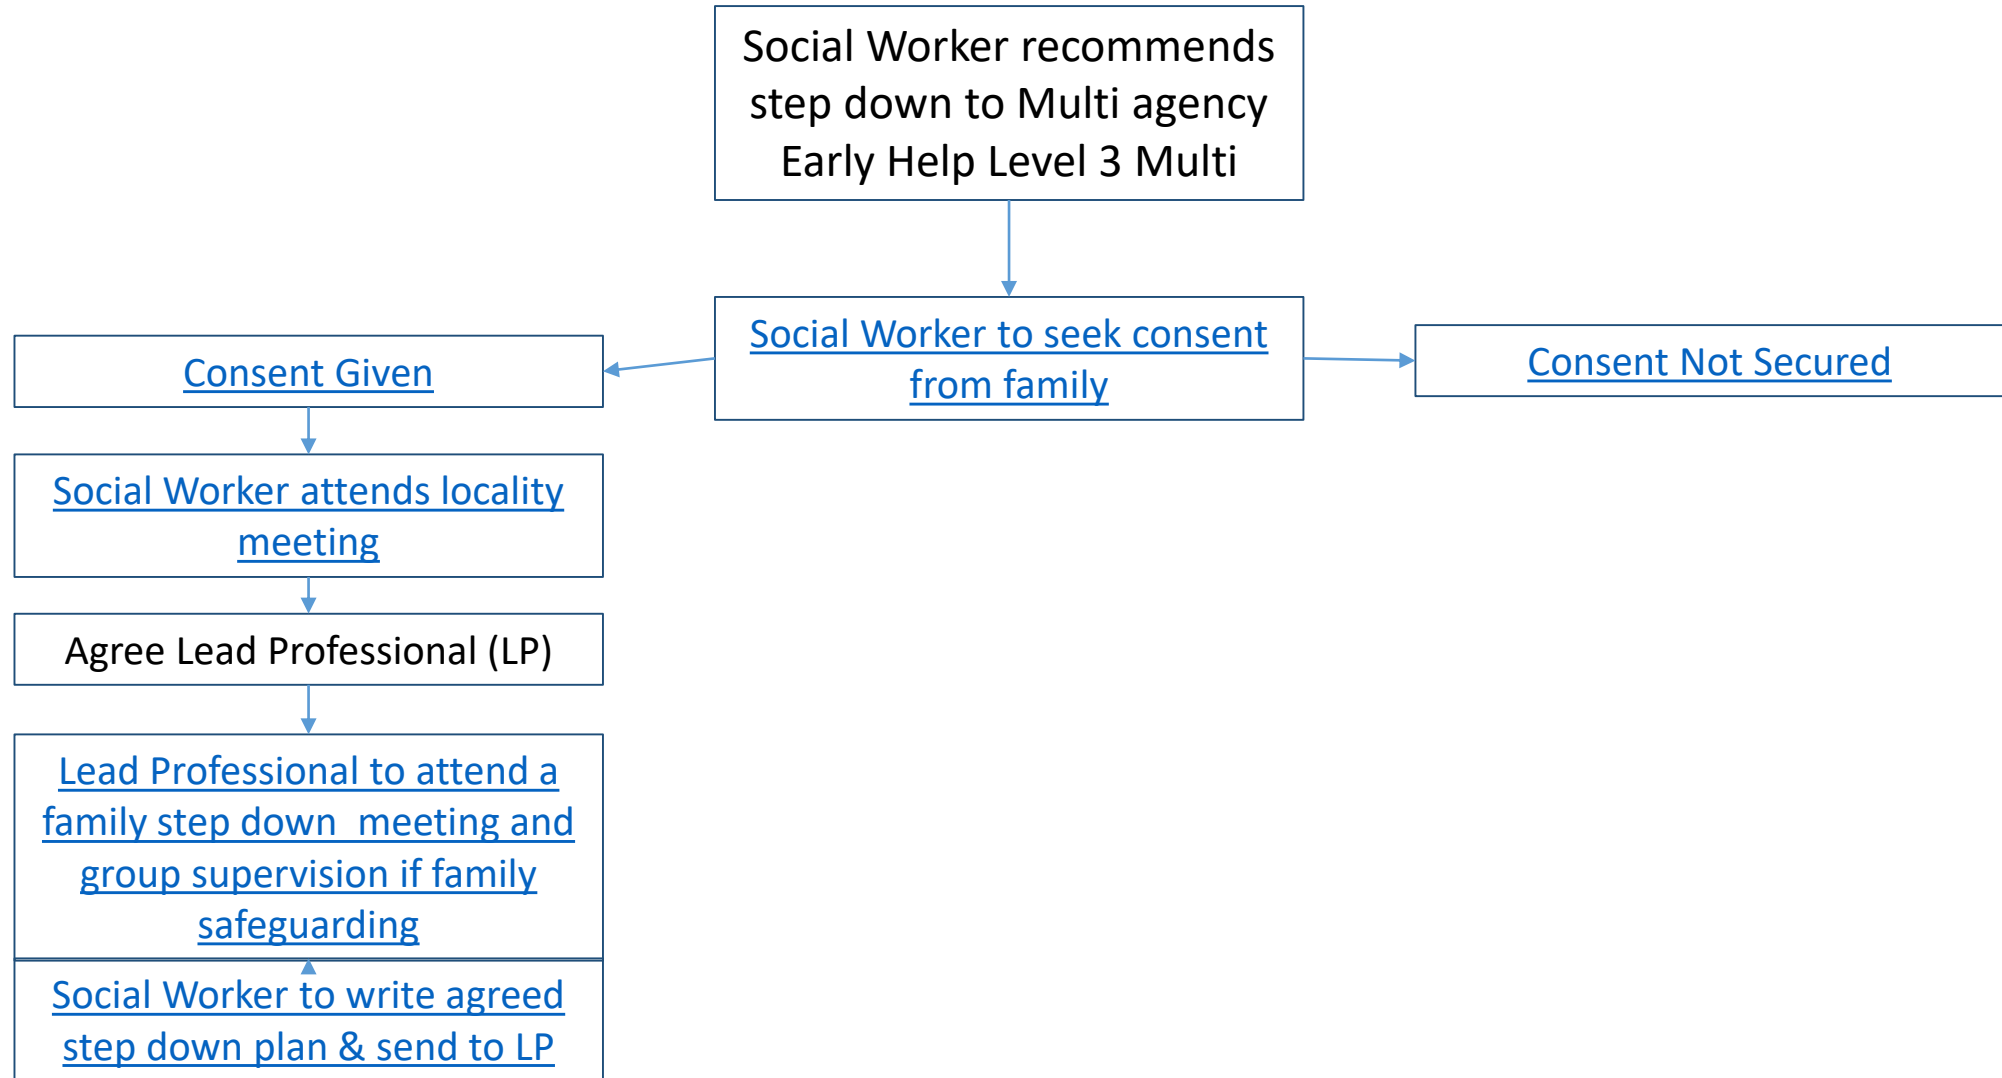 Social Worker recommends
step down to Multi agency
Early Help Level 3 Multi
Social Worker to seek consent
from family
Consent Given
Consent Not Secured
Social Worker attends locality
meeting
Agree Lead Professional (LP)
Lead Professional to attend a
family step down  meeting and
group supervision if family
safeguarding
Social Worker to write agreed
step down plan & send to LP